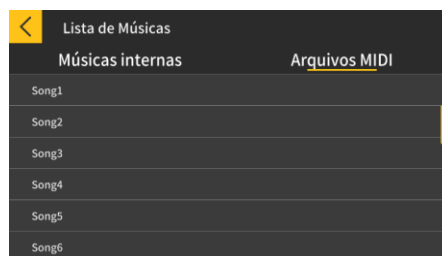 Lista de Músicas
Músicas internas Arquivos MIDI
Song1
Song2
Song3
Song4
Song5
Song6